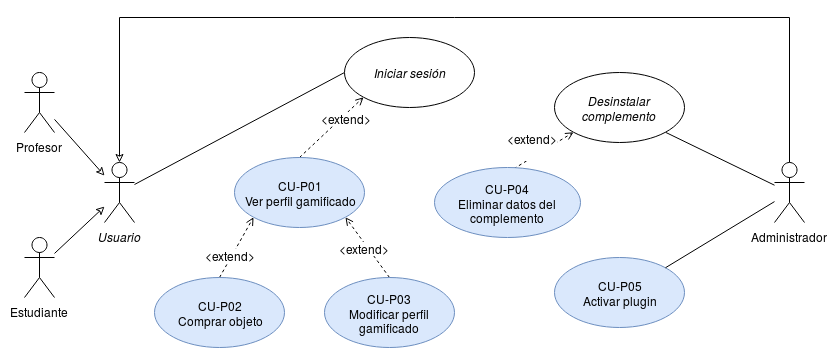 Iniciar sesión
Desinstalar
complemento
<extend>
<extend>
Profesor
CU-P01
Ver perfil gamificado
CU-P04
Eliminar datos del
complemento
Usuario
Administrador
<extend>
<extend>
CU-P02
Comprar objeto
CU-P03
Modificar perfil
gamificado
CU-P05
Activar plugin
Estudiante